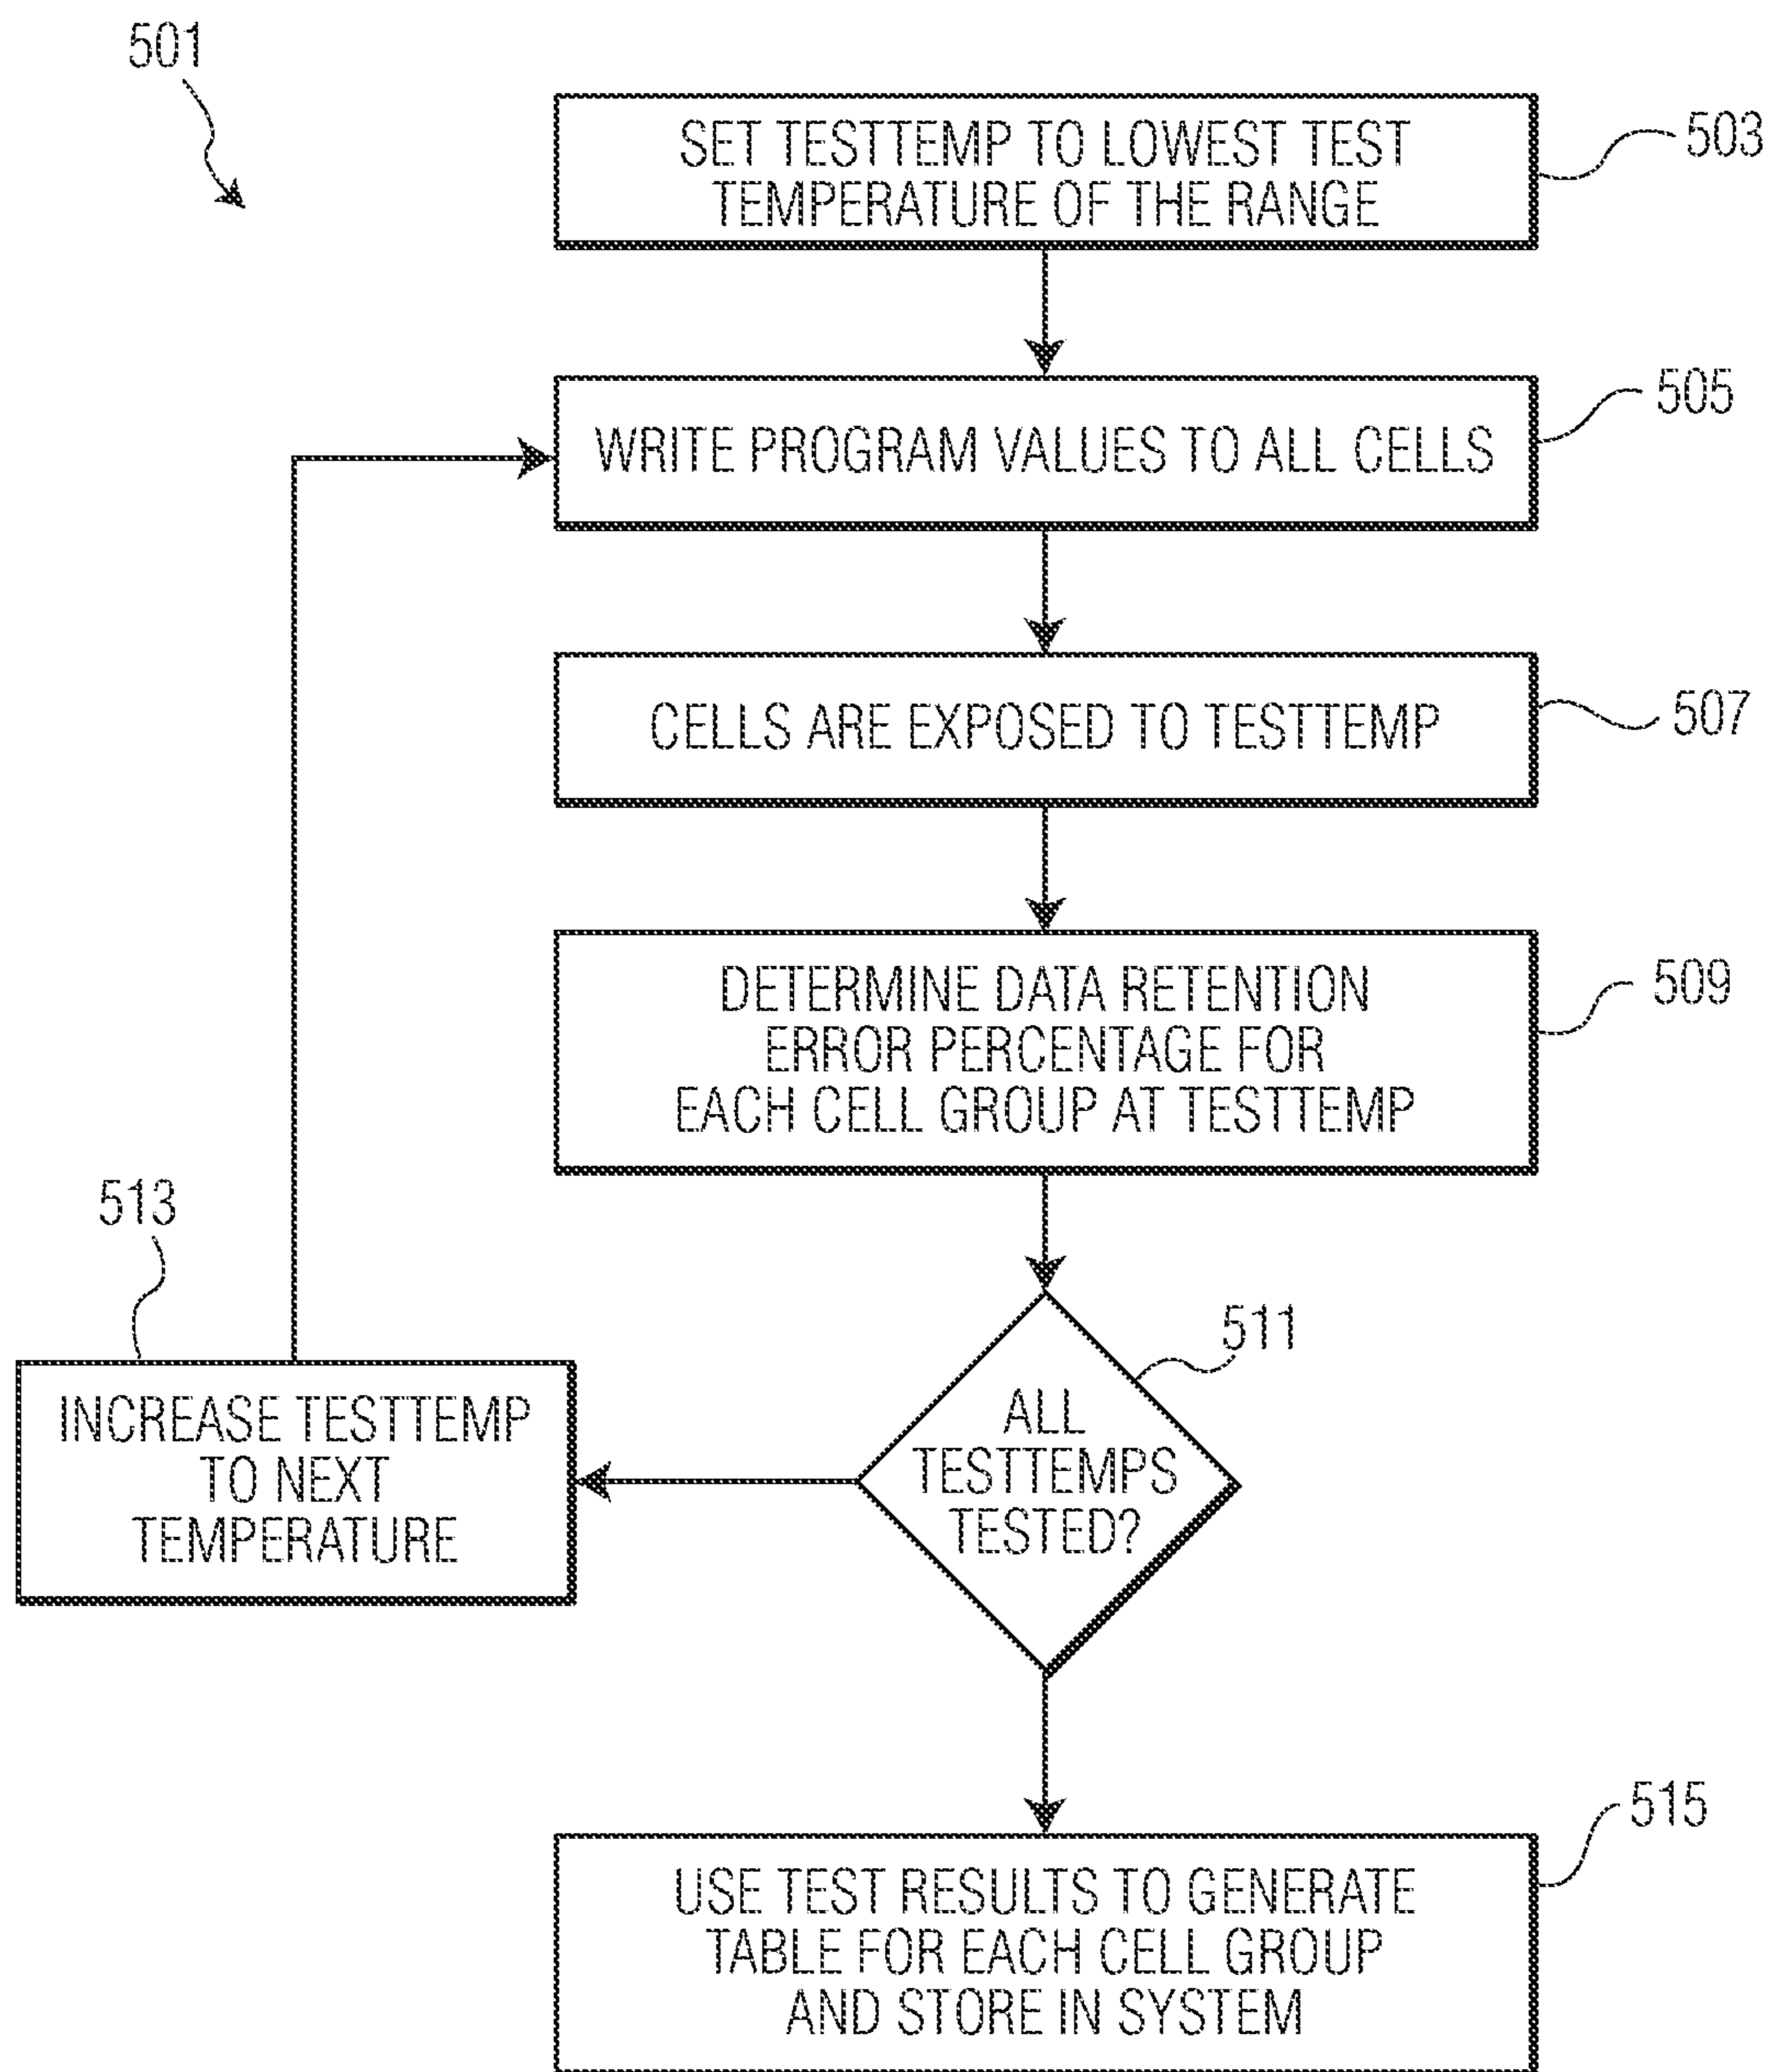 501
SET TESTTEMP TO LOWEST TEST
TEMPERATURE OF THE RANGE
503
WRITE PROGRAM VALUES TO ALL CELLS
505
CELLS ARE EXPOSED TO TESTTEMP
507
DETERMINE DATA RETENTION
ERROR PERCENTAGE FOR
EACH CELL GROUP AT TESTTEMP
509
513
511
INCREASE TESTTEMP
TO NEXT
TEMPERATURE
ALL
TESTTEMPS
TESTED?
515
USE TEST RESULTS TO GENERATE
TABLE FOR EACH CELL GROUP
AND STORE IN SYSTEM